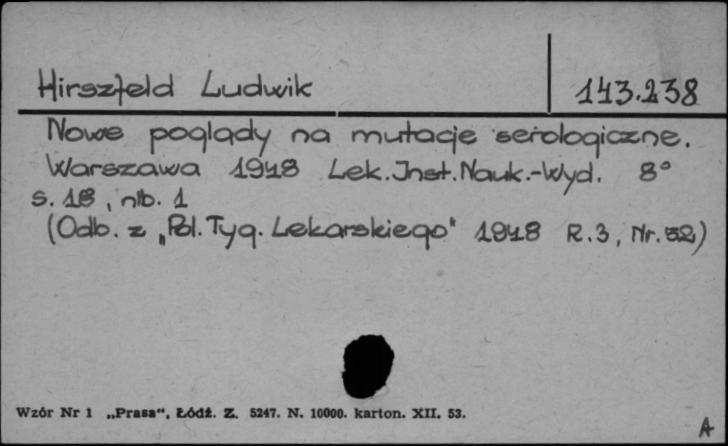 Hirszfeld Ludwik 143.238
Nowe poglądy na mutacje serologiczne.
Warszawa 1948 Lek.Inst.Nauk.-Wyd. 8°
s. 18, nlb. 1
(Odb. z „Pol. Tyg. Lekarskiego" 1948 R.3, Nr. 52)
Wzór Nr 1 „Prasa“, Łódź. Z. 5247. N. 10000. karton. XII. 53.
A